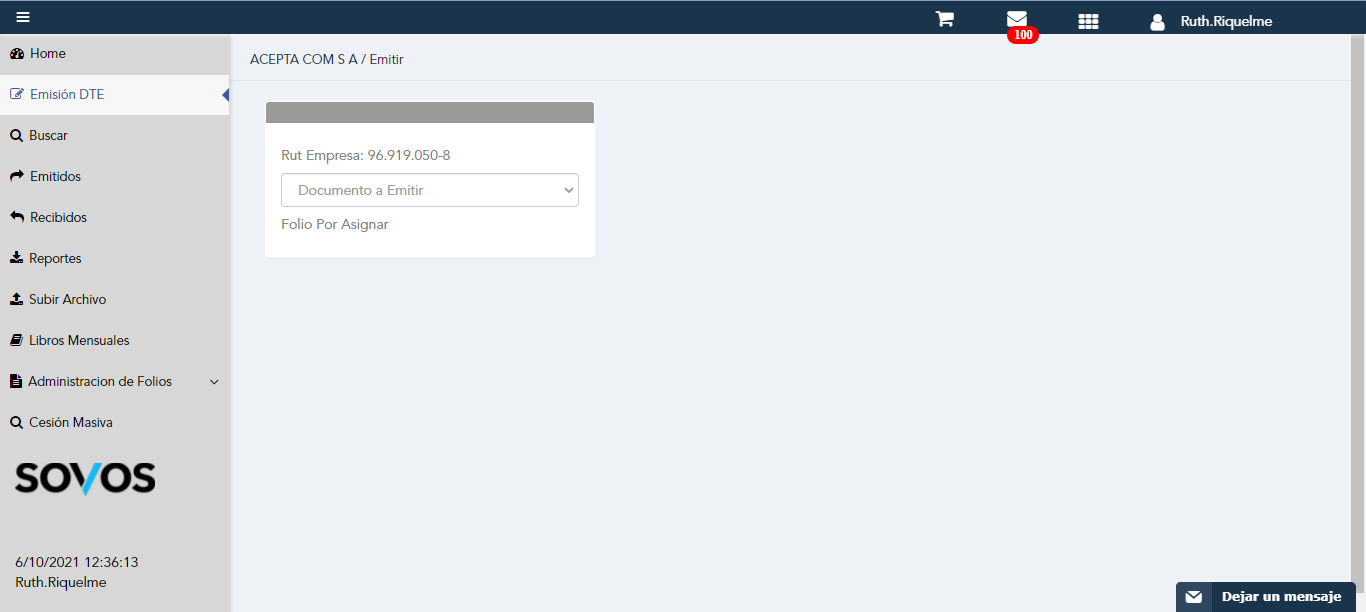 Ruth.Riquelme
100
Home
Emisión DTE
Buscar
Emitidos
Recibidos
Reportes
Subir Archivo
Libros Mensuales
Administracion de Folios
Cesión Masiva
SOVOS
6/10/2021 12:36:13
Ruth.Riquelme
ACEPTA COM S A / Emitir
Rut Empresa: 96.919.050-8
Documento a Emitir
Folio Por Asignar
Dejar un mensaje